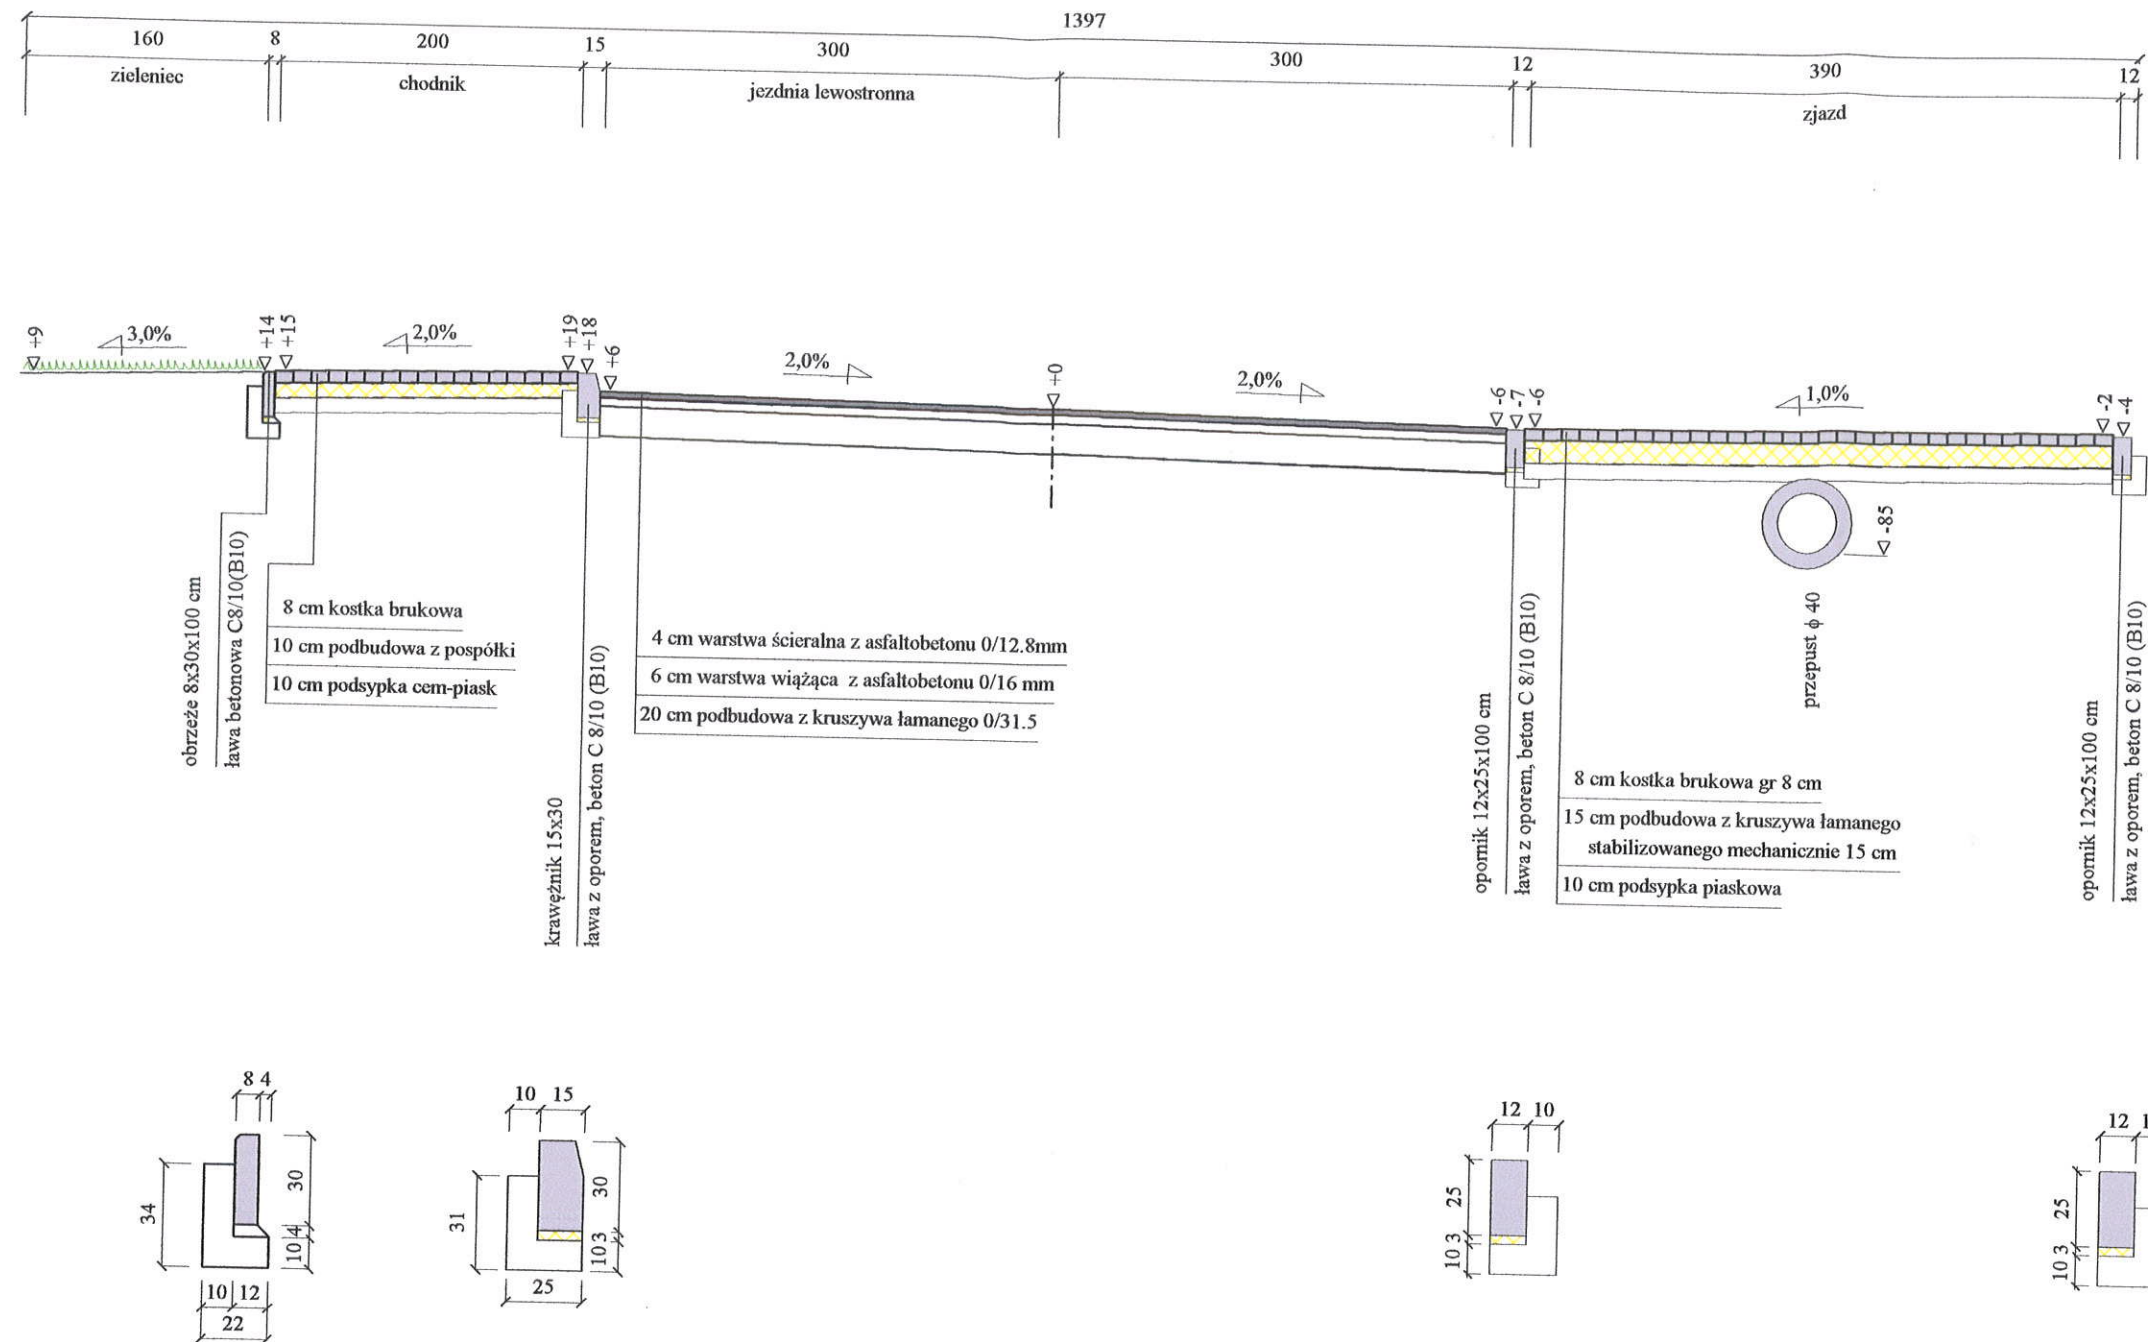 1397
160 8 200 15 300 300 12 390 12
zieleniec chodnik jezdnia lewostronna zjazd
+9 3,0% +14 +15 2,0% +19 +18 +6 2,0% +0 2,0% -6 -7 -6 1,0% -2 -4
-85
przepust ϕ 40
obrzeże 8x30x100 cm
ława betonowa C8/10(B10)
8 cm kostka brukowa
10 cm podbudowa z pospółki
10 cm podsypka cem-piask
krawężnik 15x30
ława z oporem, beton C 8/10 (B10)
4 cm warstwa ścieralna z asfaltobetonu 0/12.8mm
6 cm warstwa wiążąca z asfaltobetonu 0/16 mm
20 cm podbudowa z kruszywa łamanego 0/31.5
opornik 12x25x100 cm
ława z oporem, beton C 8/10 (B10)
8 cm kostka brukowa gr 8 cm
15 cm podbudowa z kruszywa łamanego
stabilizowanego mechanicznie 15 cm
10 cm podsypka piaskowa
opornik 12x25x100 cm
ława z oporem, beton C 8/10 (B10)
8 4
34
30
4
10
10 12
22
10 15
31
30
3
10
25
12 10
25
3
10
12
25
3
10